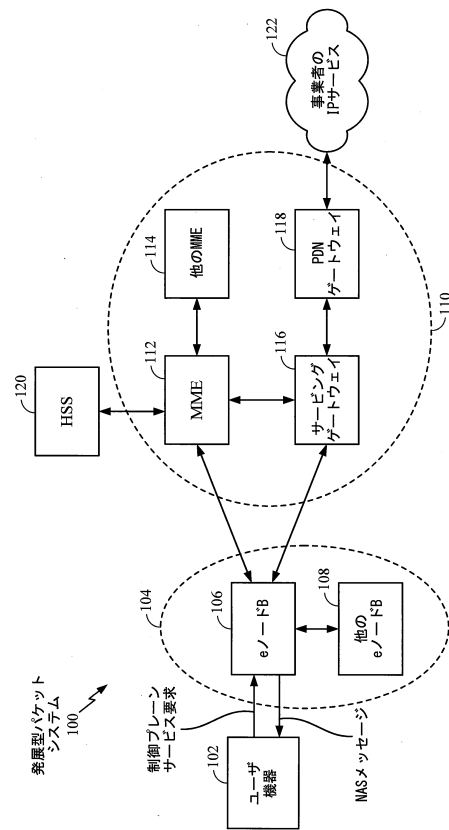 発展型パケット
システム
100
102
ユーザ
機器
制御プレーン
サービス要求
NASメッセージ
104
106
eノードB
108
他の
eノードB
120
HSS
112
MME
114
他のMME
116
サービング
ゲートウェイ
118
PDN
ゲートウェイ
110
122
事業者の
IPサービス